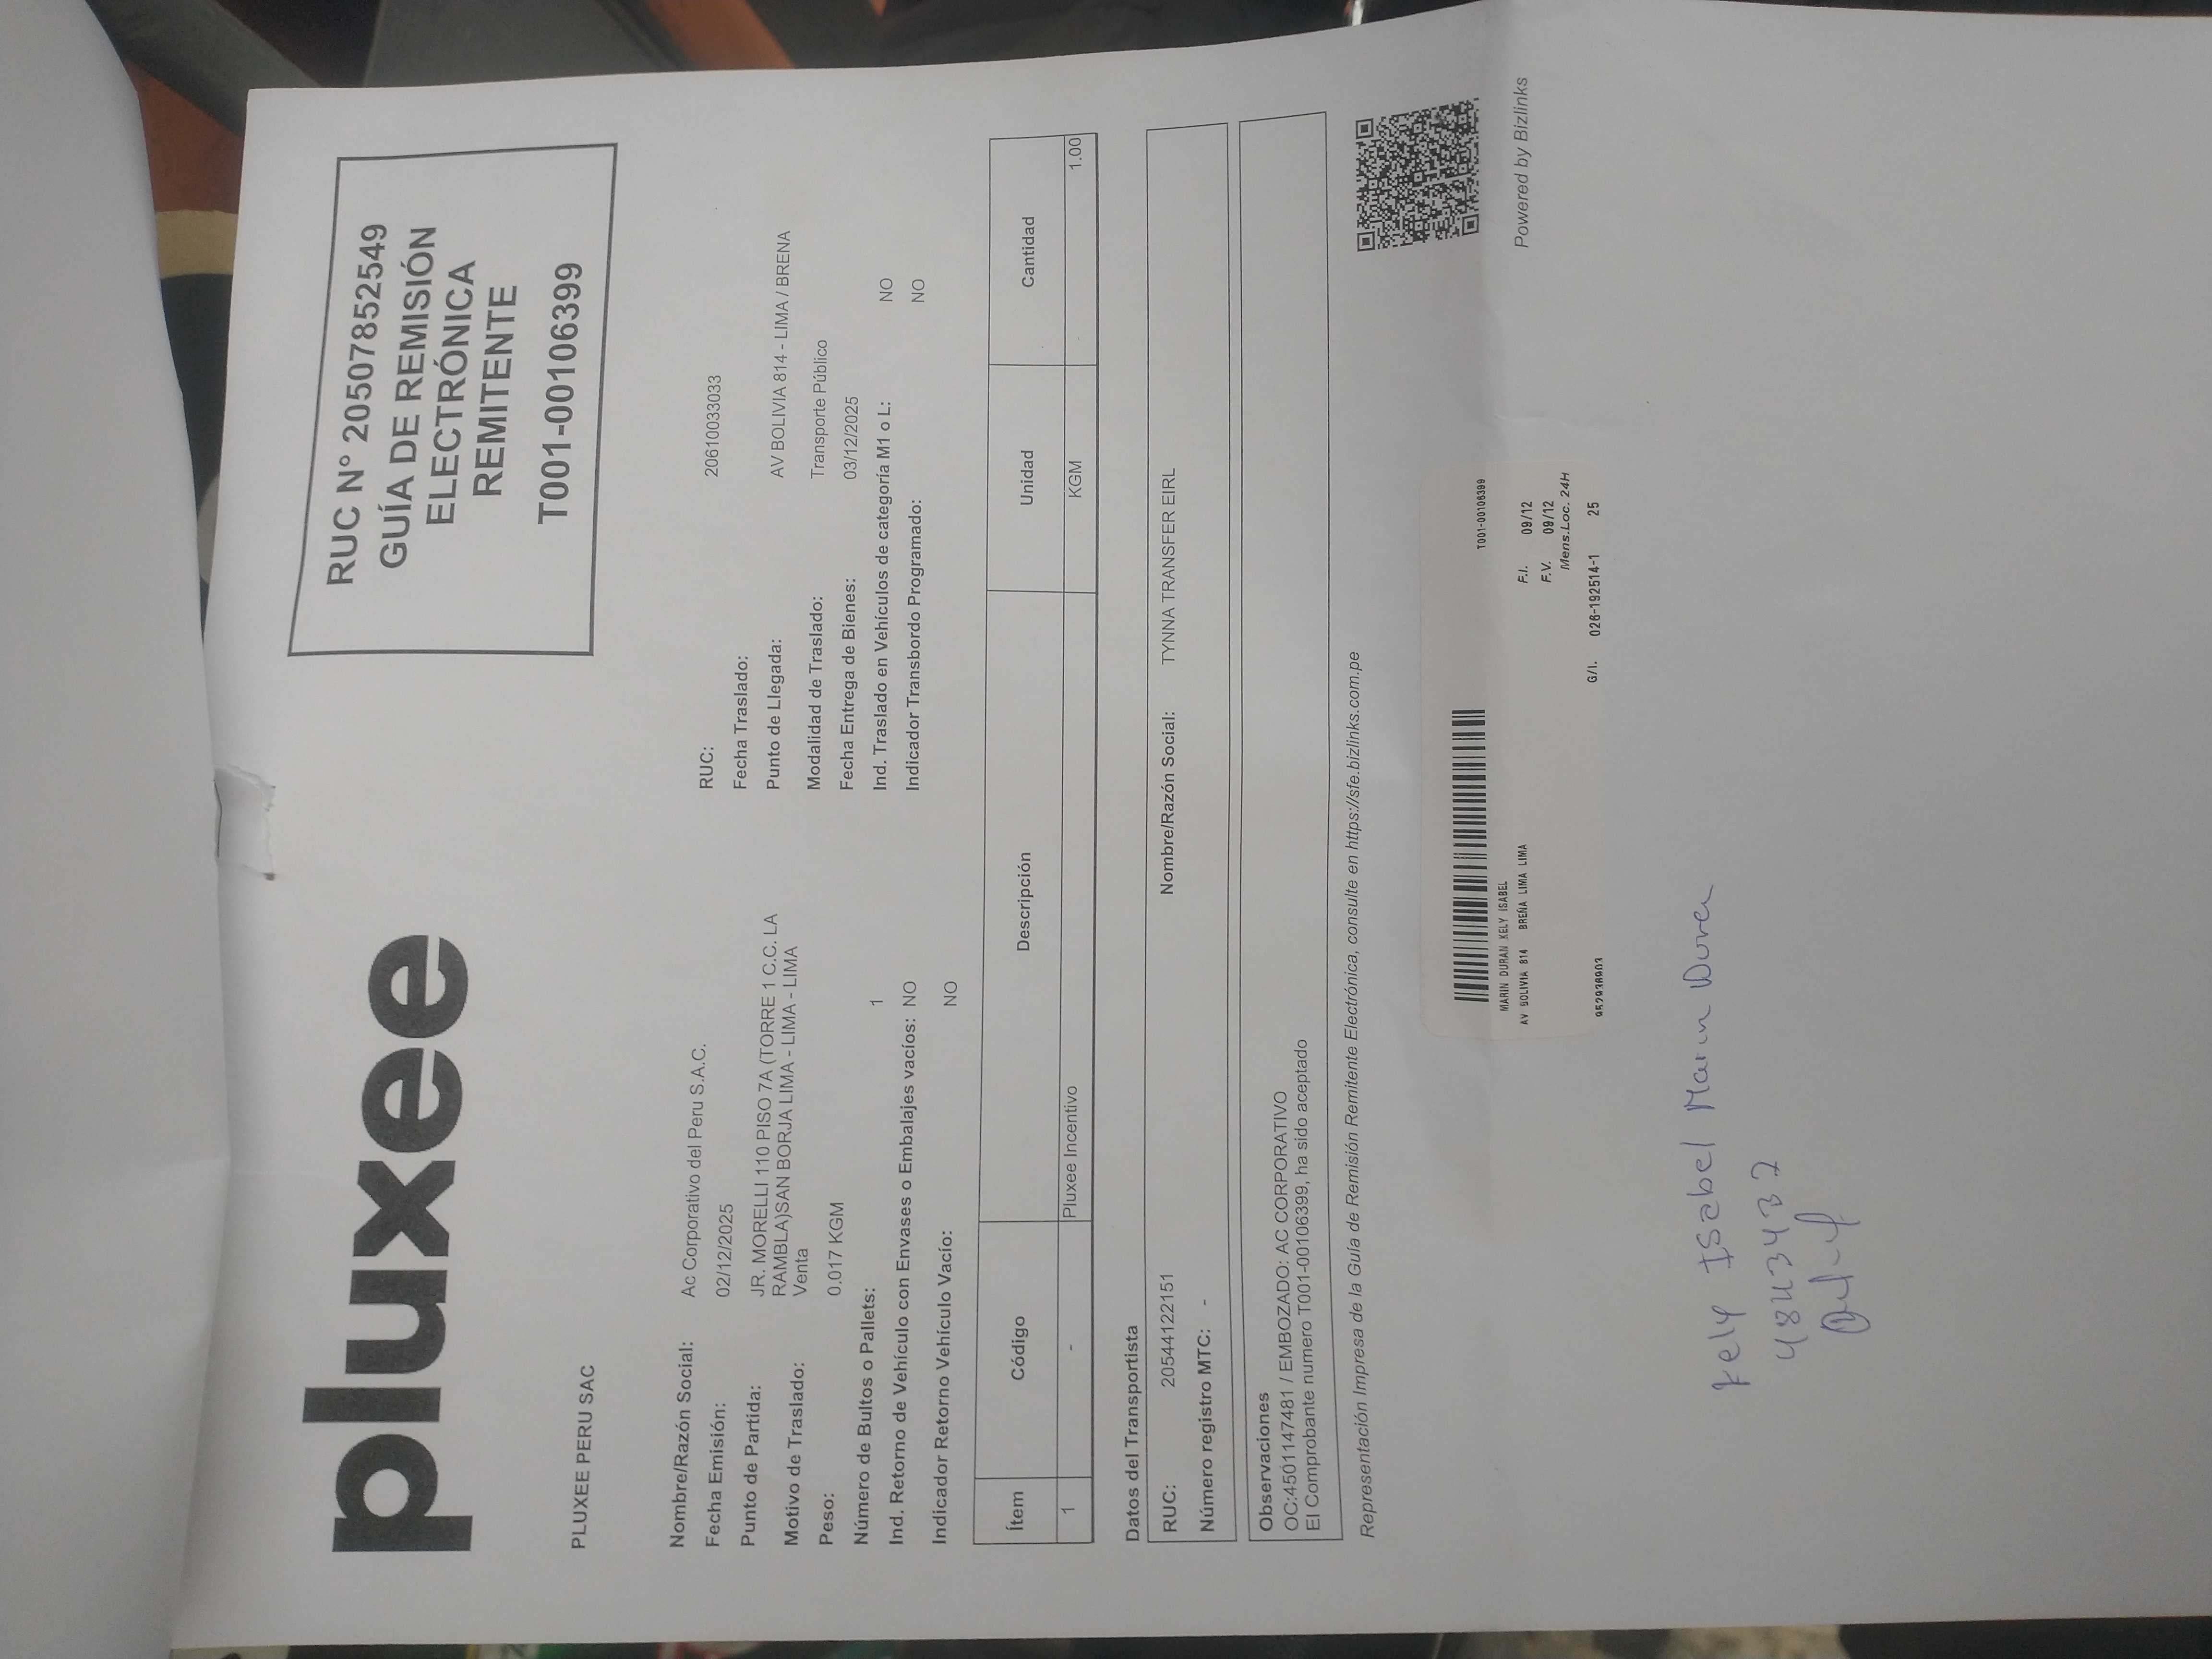 pluxee
RUC N° 20507852549
GUÍA DE REMISIÓN
ELECTRÓNICA
REMITENTE
T001-00106399
PLUXEE PERU SAC
Nombre/Razón Social: Ac Corporativo del Peru S.A.C.
RUC: 20610033033
Fecha Emisión: 02/12/2025
Fecha Traslado:
Punto de Partida: JR. MORELLI 110 PISO 7A (TORRE 1 C.C. LA
RAMBLA)SAN BORJA LIMA - LIMA - LIMA
Punto de Llegada: AV BOLIVIA 814 - LIMA / BRENA
Motivo de Traslado: Venta
Modalidad de Traslado: Transporte Público
Peso: 0.017 KGM
Fecha Entrega de Bienes: 03/12/2025
Número de Bultos o Pallets: 1
Ind. Traslado en Vehículos de categoría M1 o L: NO
Ind. Retorno de Vehículo con Envases o Embalajes vacíos: NO
Indicador Transbordo Programado: NO
Indicador Retorno Vehículo Vacío: NO
Ítem Código Descripción Unidad Cantidad
1 - Pluxee Incentivo KGM 1.00
Datos del Transportista
RUC: 20544122151 Nombre/Razón Social: TYNNA TRANSFER EIRL
Número registro MTC: -
Observaciones
OC:4501147481 / EMBOZADO: AC CORPORATIVO
El Comprobante numero T001-00106399, ha sido aceptado
Representación Impresa de la Guía de Remisión Remitente Electrónica, consulte en https://sfe.bizlinks.com.pe
Powered by Bizlinks
T001-00106399
MARIN DURAN KELY ISABEL
AV BOLIVIA 814 BREÑA LIMA LIMA
F.I. 09/12
F.V. 09/12
Mens.Loc. 24H
G/I. 026-192514-1 25
Kely Isabel Marin Duran